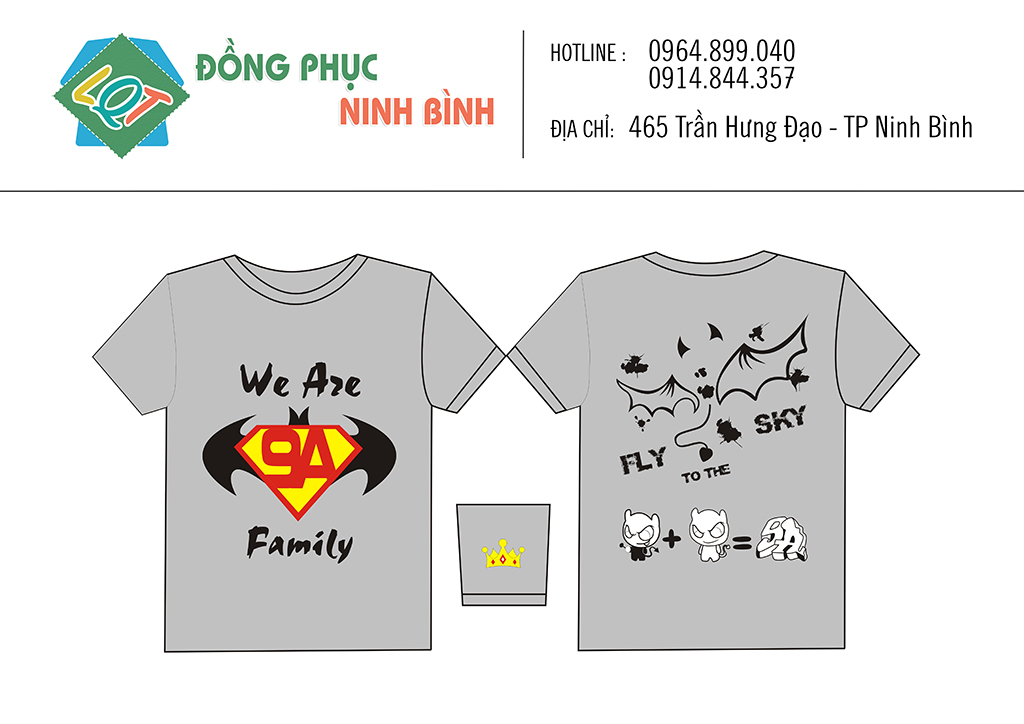 LQT
ĐỒNG PHỤC
NINH BÌNH
HOTLINE : 0964.899.040
0914.844.357
ĐỊA CHỈ: 465 Trần Hưng Đạo - TP Ninh Bình
We Are
9A
Family
FLY
TO THE
SKY
+ = 9A